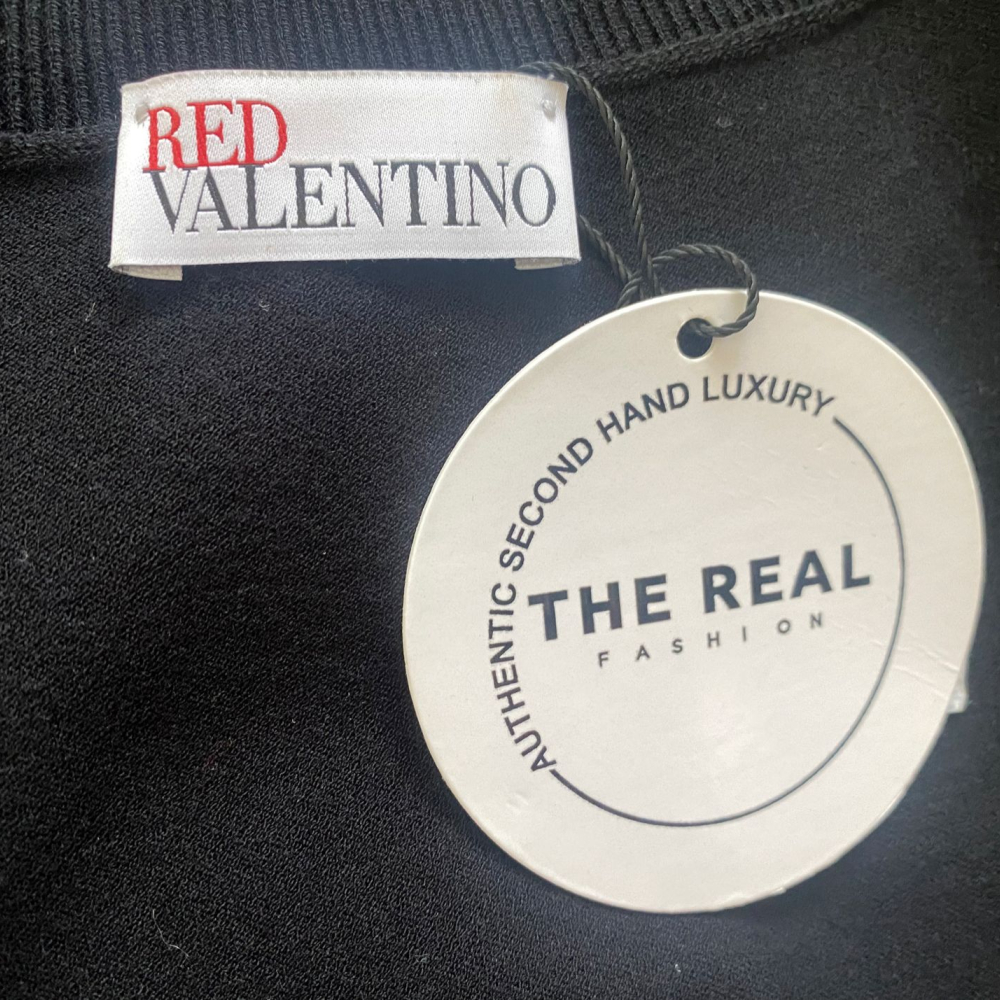 RED
VALENTINO
AUTHENTIC SECOND HAND LUXURY
THE REAL
FASHION